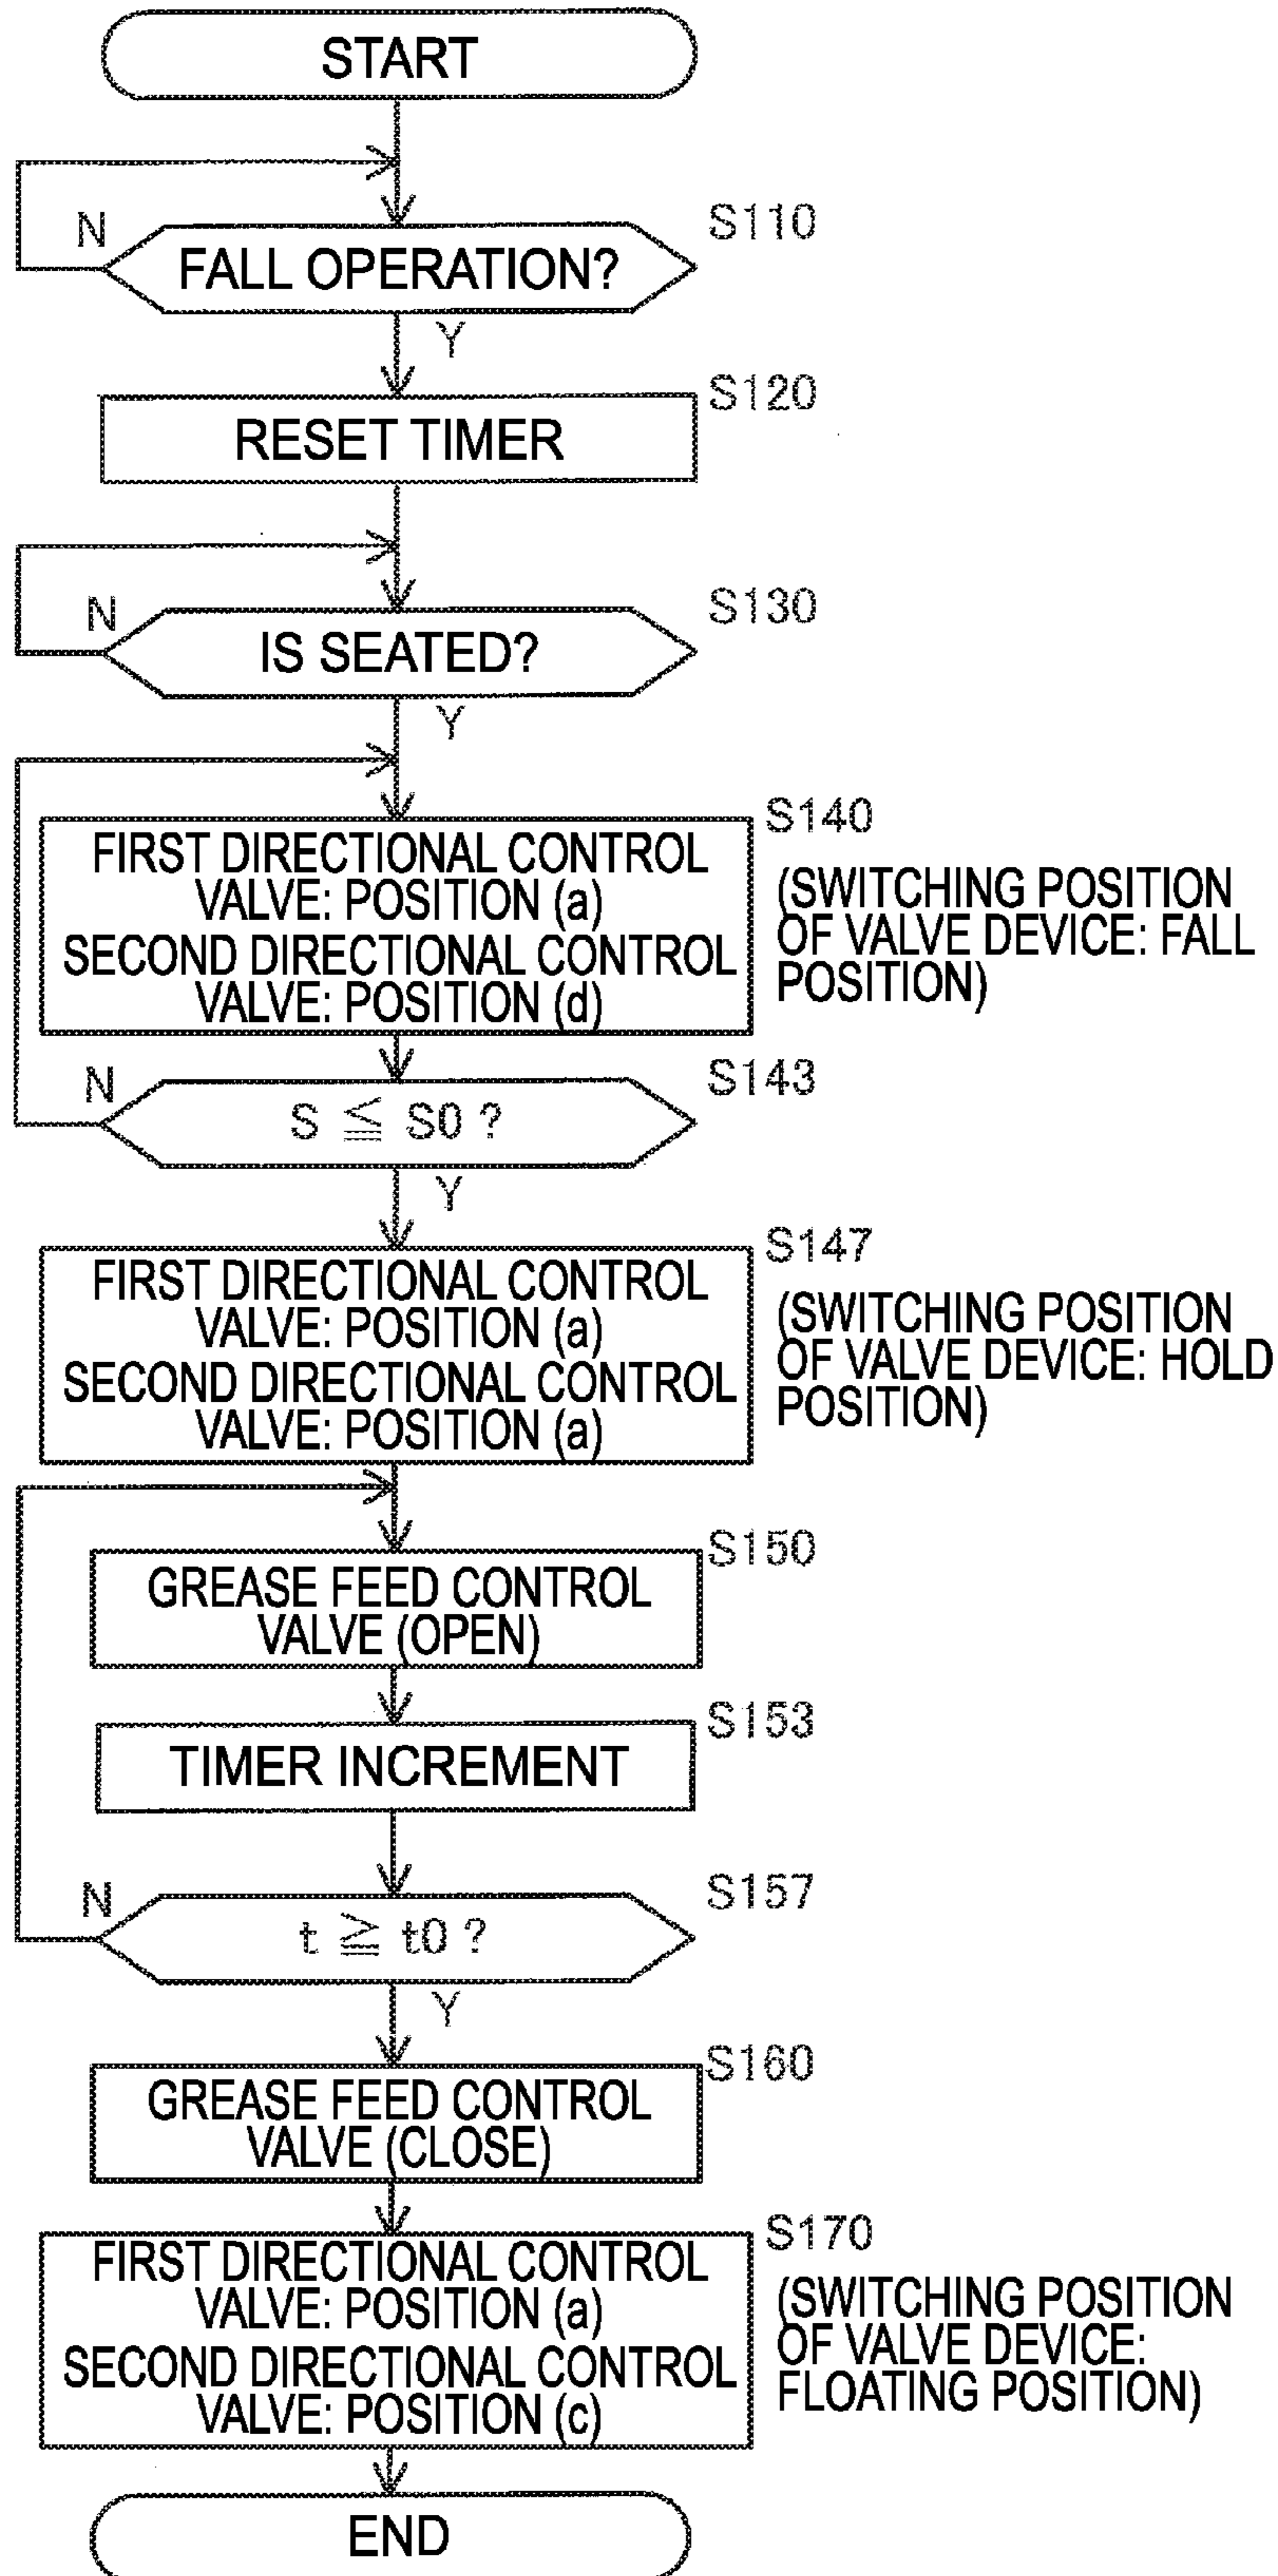 START
N
S110
FALL OPERATION?
Y
S120
RESET TIMER
N
S130
IS SEATED?
Y
S140
FIRST DIRECTIONAL CONTROL
VALVE: POSITION (a)
SECOND DIRECTIONAL CONTROL
VALVE: POSITION (d)
(SWITCHING POSITION
OF VALVE DEVICE: FALL
POSITION)
N
S143
S ≦ S0 ?
Y
S147
FIRST DIRECTIONAL CONTROL
VALVE: POSITION (a)
SECOND DIRECTIONAL CONTROL
VALVE: POSITION (a)
(SWITCHING POSITION
OF VALVE DEVICE: HOLD
POSITION)
S150
GREASE FEED CONTROL
VALVE (OPEN)
S153
TIMER INCREMENT
N
S157
t ≧ t0 ?
Y
S160
GREASE FEED CONTROL
VALVE (CLOSE)
S170
FIRST DIRECTIONAL CONTROL
VALVE: POSITION (a)
SECOND DIRECTIONAL CONTROL
VALVE: POSITION (c)
(SWITCHING POSITION
OF VALVE DEVICE:
FLOATING POSITION)
END